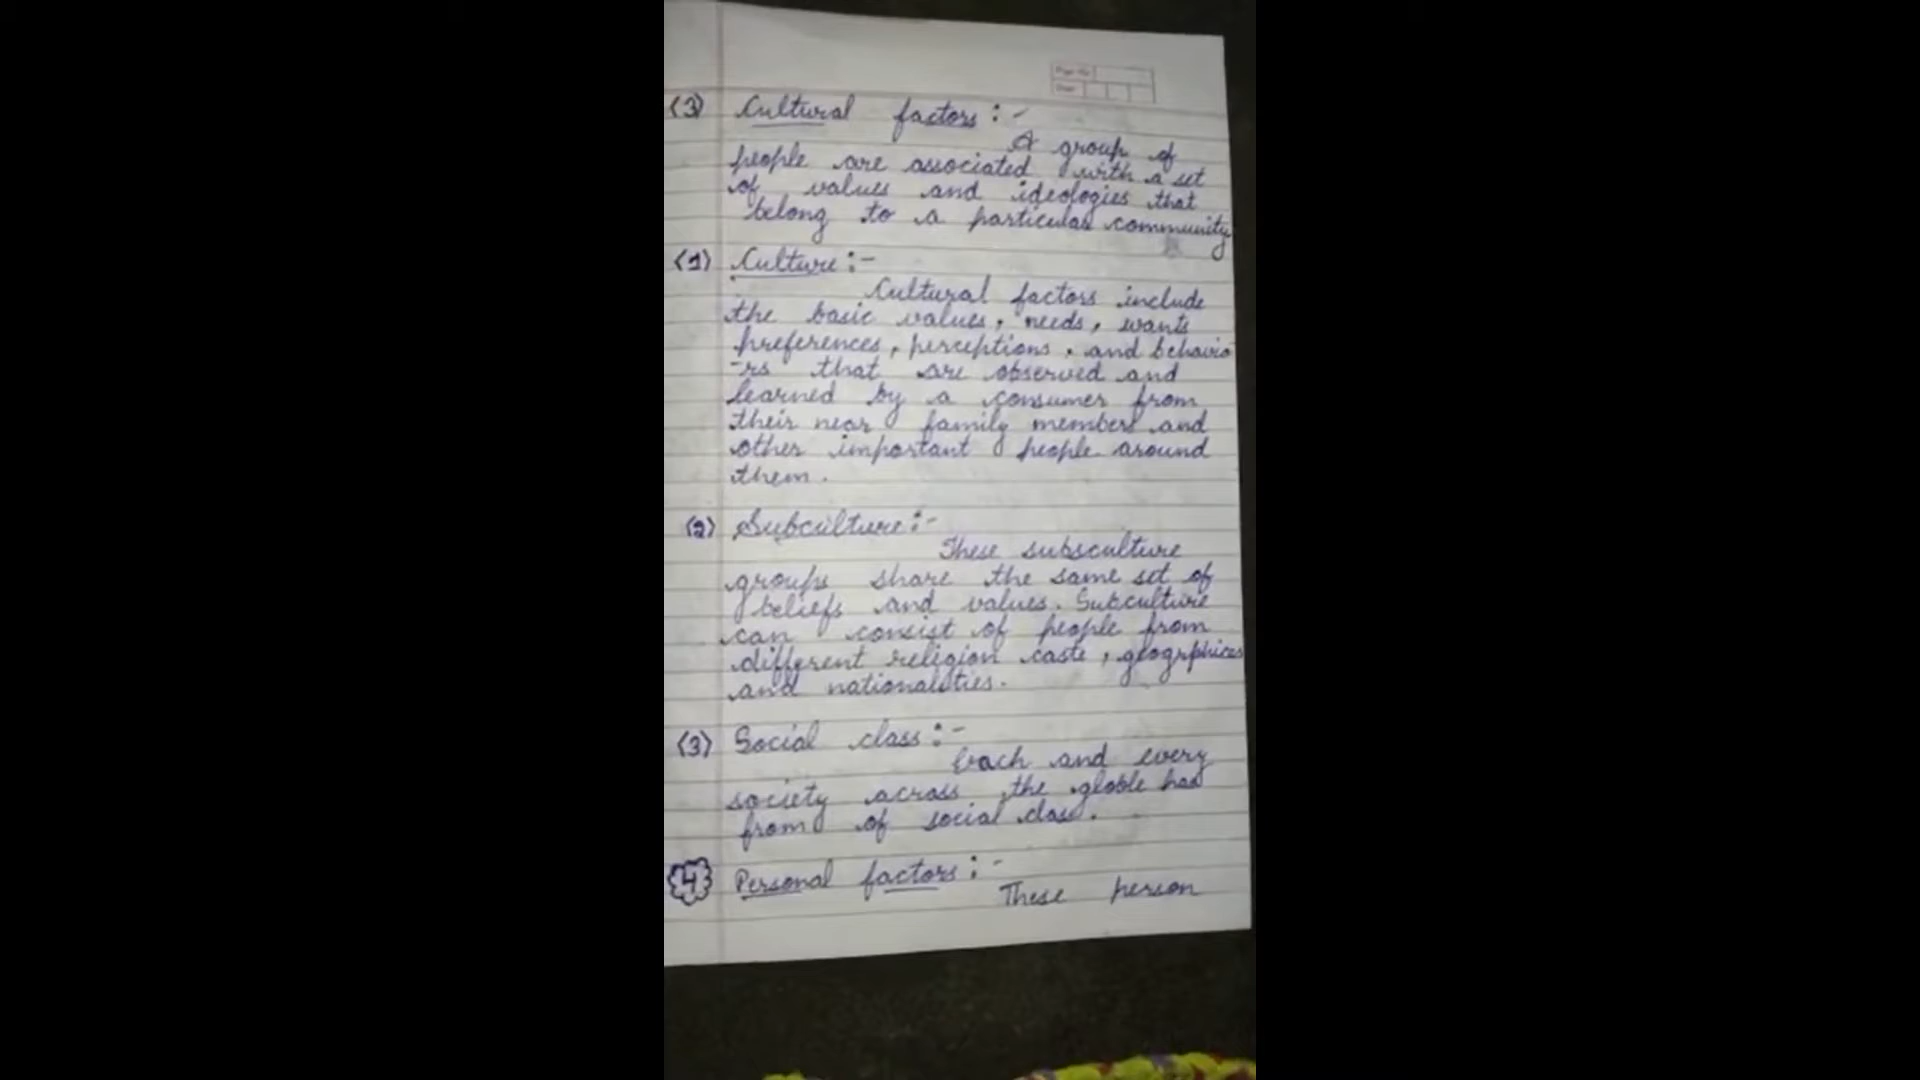 Page No
Date
(3) Cultural factors :-
A group of
people are associated with a set
of values and ideologies that
belong to a particular community
(1) Culture :-
Cultural factors include
the basic values, needs, wants
preferences, perceptions, and behavio
-rs that are observed and
learned by a consumer from
their near family members and
other important people around
them.
(2) Subculture :-
These subsculture
groups share the same set of
beliefs and values. Subculture
can consist of people from
different religion caste, geogrphices
and nationalities.
(3) Social class :-
Each and every
society across the globle has
from of social class.
(4) Personal factors :-
These person